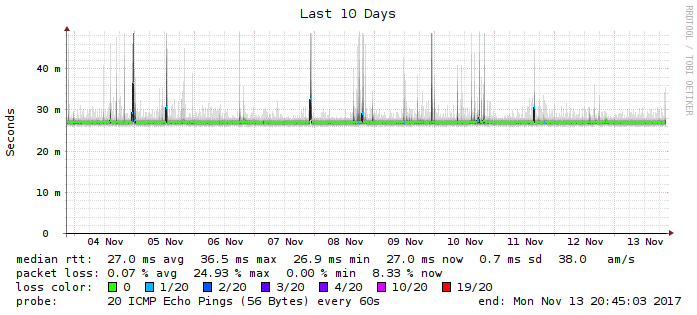 Last 10 Days
RRDTOOL / TOBI OETIKER
Seconds
40 m
30 m
20 m
10 m
0
04 Nov 05 Nov 06 Nov 07 Nov 08 Nov 09 Nov 10 Nov 11 Nov 12 Nov 13 Nov
median rtt: 27.0 ms avg 36.5 ms max 26.9 ms min 27.0 ms now 0.7 ms sd 38.0 am/s
packet loss: 0.07 % avg 24.93 % max 0.00 % min 8.33 % now
loss color: 0 1/20 2/20 3/20 4/20 10/20 19/20
probe: 20 ICMP Echo Pings (56 Bytes) every 60s end: Mon Nov 13 20:45:03 2017